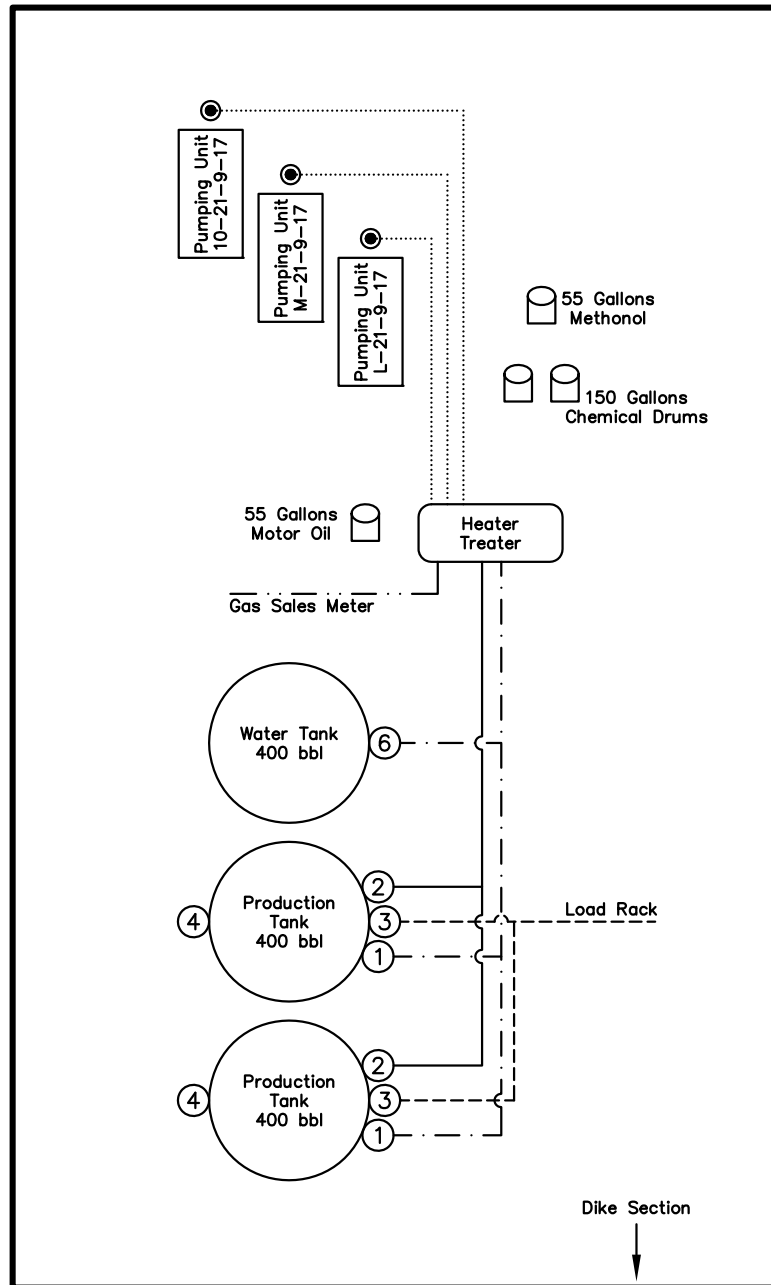 Pumping Unit
10-21-9-17
Pumping Unit
M-21-9-17
Pumping Unit
L-21-9-17
55 Gallons
Methonol
150 Gallons
Chemical Drums
55 Gallons
Motor Oil
Heater
Treater
Gas Sales Meter
Water Tank
400 bbl
6
Production
Tank
400 bbl
4
2
3
1
Load Rack
Production
Tank
400 bbl
4
2
3
1
Dike Section